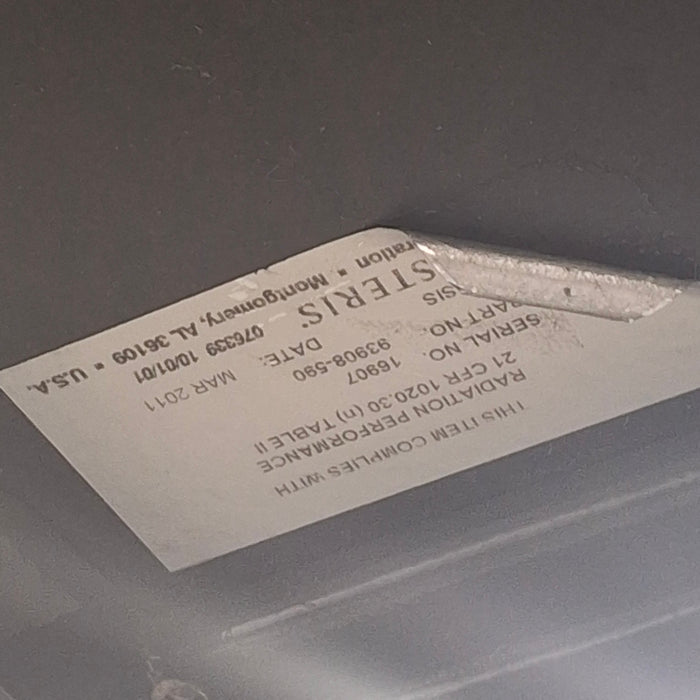 THIS ITEM COMPLIES WITH
RADIATION PERFORMANCE
21 CFR 1020.30 (n) TABLE II
SERIAL NO. 16907
PART NO. 93908-590
SIS DATE: MAR 2011
STERIS® 076339 10/01/01
ration ▪ Montgomery, AL 36109 ▪ U.S.A.